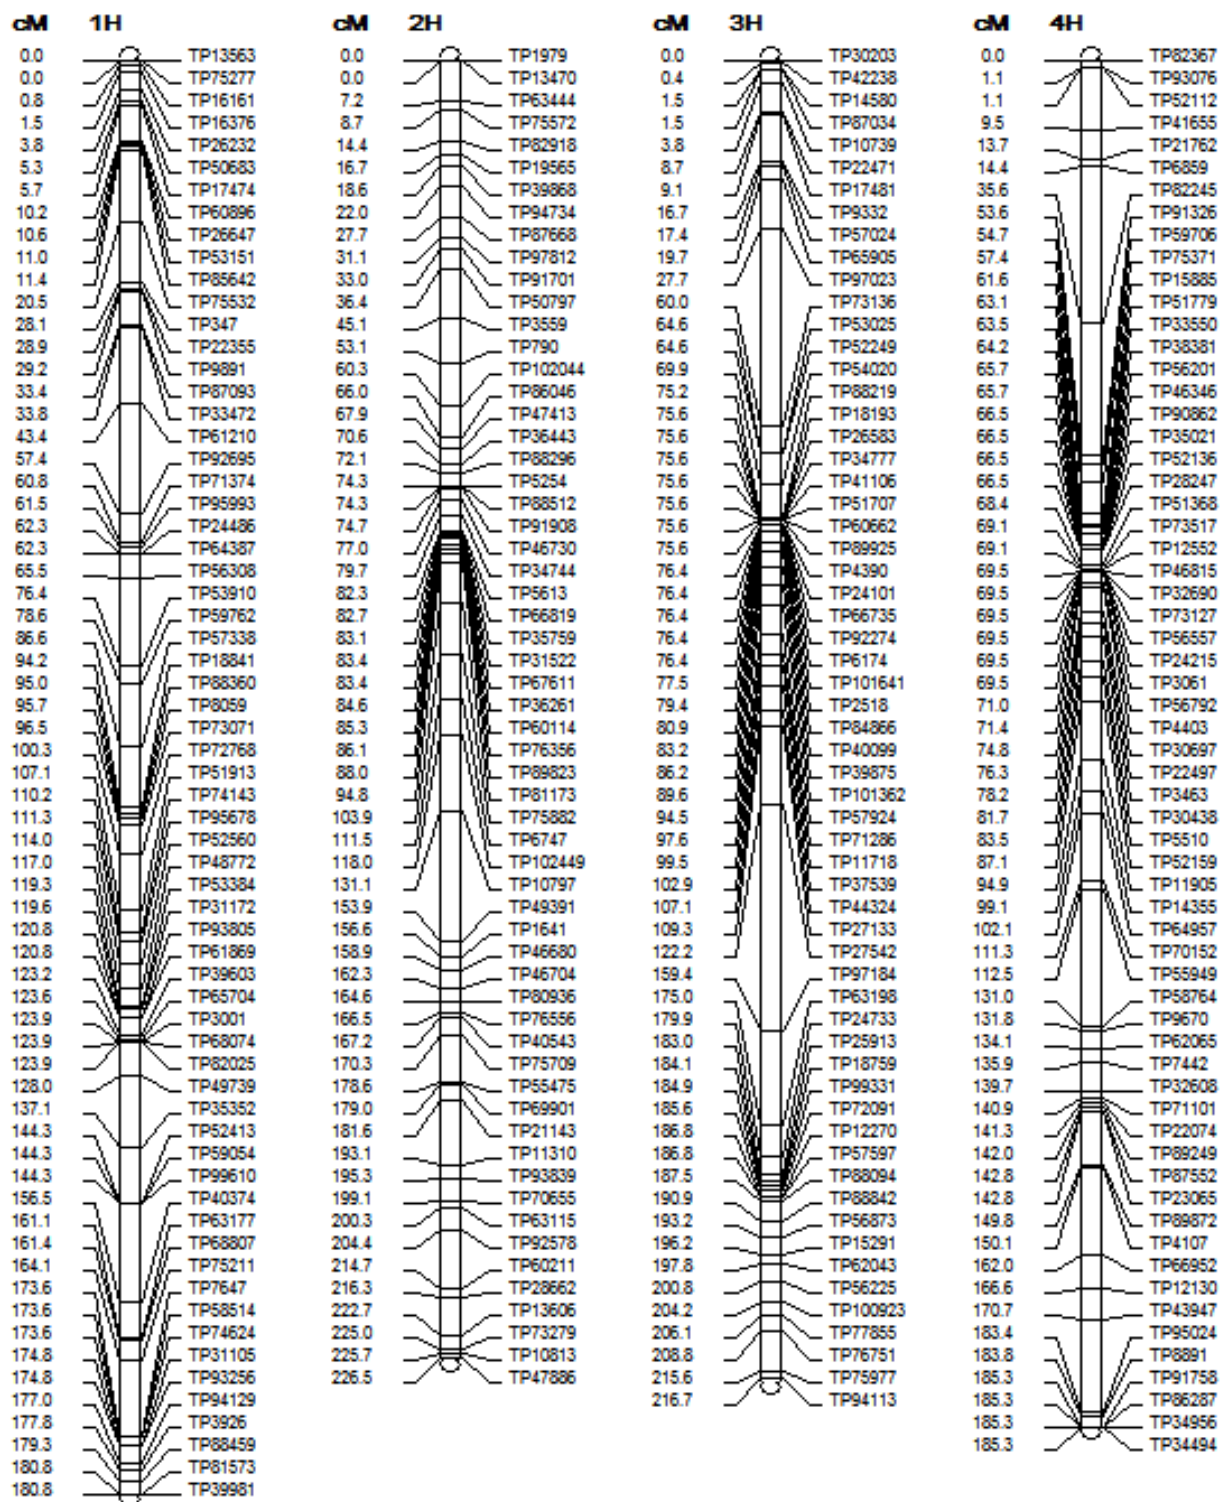 cM 1H
0.0 TP13563
0.0 TP75277
0.8 TP16161
1.5 TP16376
3.8 TP26232
5.3 TP50683
5.7 TP17474
10.2 TP60896
10.6 TP26647
11.0 TP53151
11.4 TP85642
20.5 TP75532
28.1 TP347
28.9 TP22355
29.2 TP9891
33.4 TP87093
33.8 TP33472
43.4 TP61210
57.4 TP92695
60.8 TP71374
61.5 TP95993
62.3 TP24486
62.3 TP64387
65.5 TP56308
76.4 TP53910
78.6 TP59762
86.6 TP57338
94.2 TP18841
95.0 TP88360
95.7 TP8059
96.5 TP73071
100.3 TP72768
107.1 TP51913
110.2 TP74143
111.3 TP95678
114.0 TP52560
117.0 TP48772
119.3 TP53384
119.6 TP31172
120.8 TP93805
120.8 TP61869
123.2 TP39603
123.6 TP65704
123.9 TP3001
123.9 TP68074
123.9 TP82025
128.0 TP49739
137.1 TP35352
144.3 TP52413
144.3 TP59054
144.3 TP99610
156.5 TP40374
161.1 TP63177
161.4 TP68807
164.1 TP75211
173.6 TP7647
173.6 TP58514
173.6 TP74624
174.8 TP31105
174.8 TP93256
177.0 TP94129
177.8 TP3926
179.3 TP88459
180.8 TP81573
180.8 TP39981
cM 2H
0.0 TP1979
0.0 TP13470
7.2 TP63444
8.7 TP75572
14.4 TP82918
16.7 TP19565
18.6 TP39868
22.0 TP94734
27.7 TP87668
31.1 TP97812
33.0 TP91701
36.4 TP50797
45.1 TP3559
53.1 TP790
60.3 TP102044
66.0 TP86046
67.9 TP47413
70.6 TP36443
72.1 TP88296
74.3 TP5254
74.3 TP88512
74.7 TP91908
77.0 TP46730
79.7 TP34744
82.3 TP5613
82.7 TP66819
83.1 TP35759
83.4 TP31522
83.4 TP67611
84.6 TP36261
85.3 TP60114
86.1 TP76356
88.0 TP89823
94.8 TP81173
103.9 TP75882
111.5 TP6747
118.0 TP102449
131.1 TP10797
153.9 TP49391
156.6 TP1641
158.9 TP46680
162.3 TP46704
164.6 TP80936
166.5 TP76556
167.2 TP40543
170.3 TP75709
178.6 TP55475
179.0 TP69901
181.6 TP21143
193.1 TP11310
195.3 TP93839
199.1 TP70655
200.3 TP63115
204.4 TP92578
214.7 TP60211
216.3 TP28662
222.7 TP13606
225.0 TP73279
225.7 TP10813
226.5 TP47886
cM 3H
0.0 TP30203
0.4 TP42238
1.5 TP14580
1.5 TP87034
3.8 TP10739
8.7 TP22471
9.1 TP17481
16.7 TP9332
17.4 TP57024
19.7 TP65905
27.7 TP97023
60.0 TP73136
64.6 TP53025
64.6 TP52249
69.9 TP54020
75.2 TP88219
75.6 TP18193
75.6 TP26583
75.6 TP34777
75.6 TP41106
75.6 TP51707
75.6 TP60662
75.6 TP89925
76.4 TP4390
76.4 TP24101
76.4 TP66735
76.4 TP92274
76.4 TP6174
77.5 TP101641
79.4 TP2518
80.9 TP84866
83.2 TP40099
86.2 TP39875
89.6 TP101362
94.5 TP57924
97.6 TP71286
99.5 TP11718
102.9 TP37539
107.1 TP44324
109.3 TP27133
122.2 TP27542
159.4 TP97184
175.0 TP63198
179.9 TP24733
183.0 TP25913
184.1 TP18759
184.9 TP99331
185.6 TP72091
186.8 TP12270
186.8 TP57597
187.5 TP88094
190.9 TP88842
193.2 TP56873
196.2 TP15291
197.8 TP62043
200.8 TP56225
204.2 TP100923
206.1 TP77855
208.8 TP76751
215.6 TP75977
216.7 TP94113
cM 4H
0.0 TP82367
1.1 TP93076
1.1 TP52112
9.5 TP41655
13.7 TP21762
14.4 TP6859
35.6 TP82245
53.6 TP91326
54.7 TP59706
57.4 TP75371
61.6 TP15885
63.1 TP51779
63.5 TP33550
64.2 TP38381
65.7 TP56201
65.7 TP46346
66.5 TP90862
66.5 TP35021
66.5 TP52136
66.5 TP28247
68.4 TP51368
69.1 TP73517
69.1 TP12552
69.5 TP46815
69.5 TP32690
69.5 TP73127
69.5 TP56557
69.5 TP24215
69.5 TP3061
71.0 TP56792
71.4 TP4403
74.8 TP30697
76.3 TP22497
78.2 TP3463
81.7 TP30438
83.5 TP5510
87.1 TP52159
94.9 TP11905
99.1 TP14355
102.1 TP64957
111.3 TP70152
112.5 TP55949
131.0 TP58764
131.8 TP9670
134.1 TP62065
135.9 TP7442
139.7 TP32608
140.9 TP71101
141.3 TP22074
142.0 TP89249
142.8 TP87552
142.8 TP23065
149.8 TP89872
150.1 TP4107
162.0 TP66952
166.6 TP12130
170.7 TP43947
183.4 TP95024
183.8 TP8891
185.3 TP91758
185.3 TP86287
185.3 TP34956
185.3 TP34494